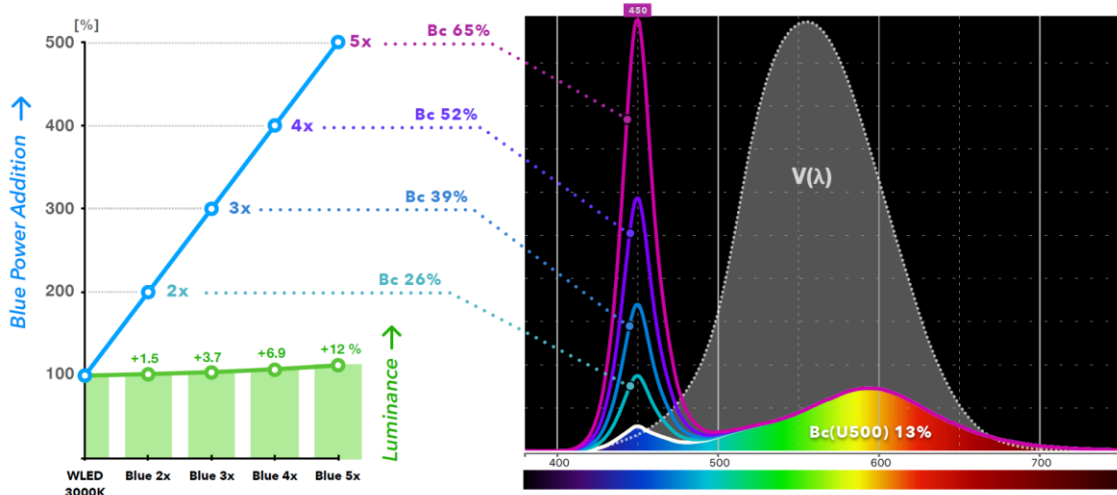 [%]
500
400
300
200
100
Blue Power Addition →
5x
4x
3x
2x
Bc 65%
Bc 52%
Bc 39%
Bc 26%
+1.5
+3.7
+6.9
+12 %
Luminance →
WLED
3000K
Blue 2x
Blue 3x
Blue 4x
Blue 5x
450
V(λ)
Bc(U500) 13%
400
500
600
700